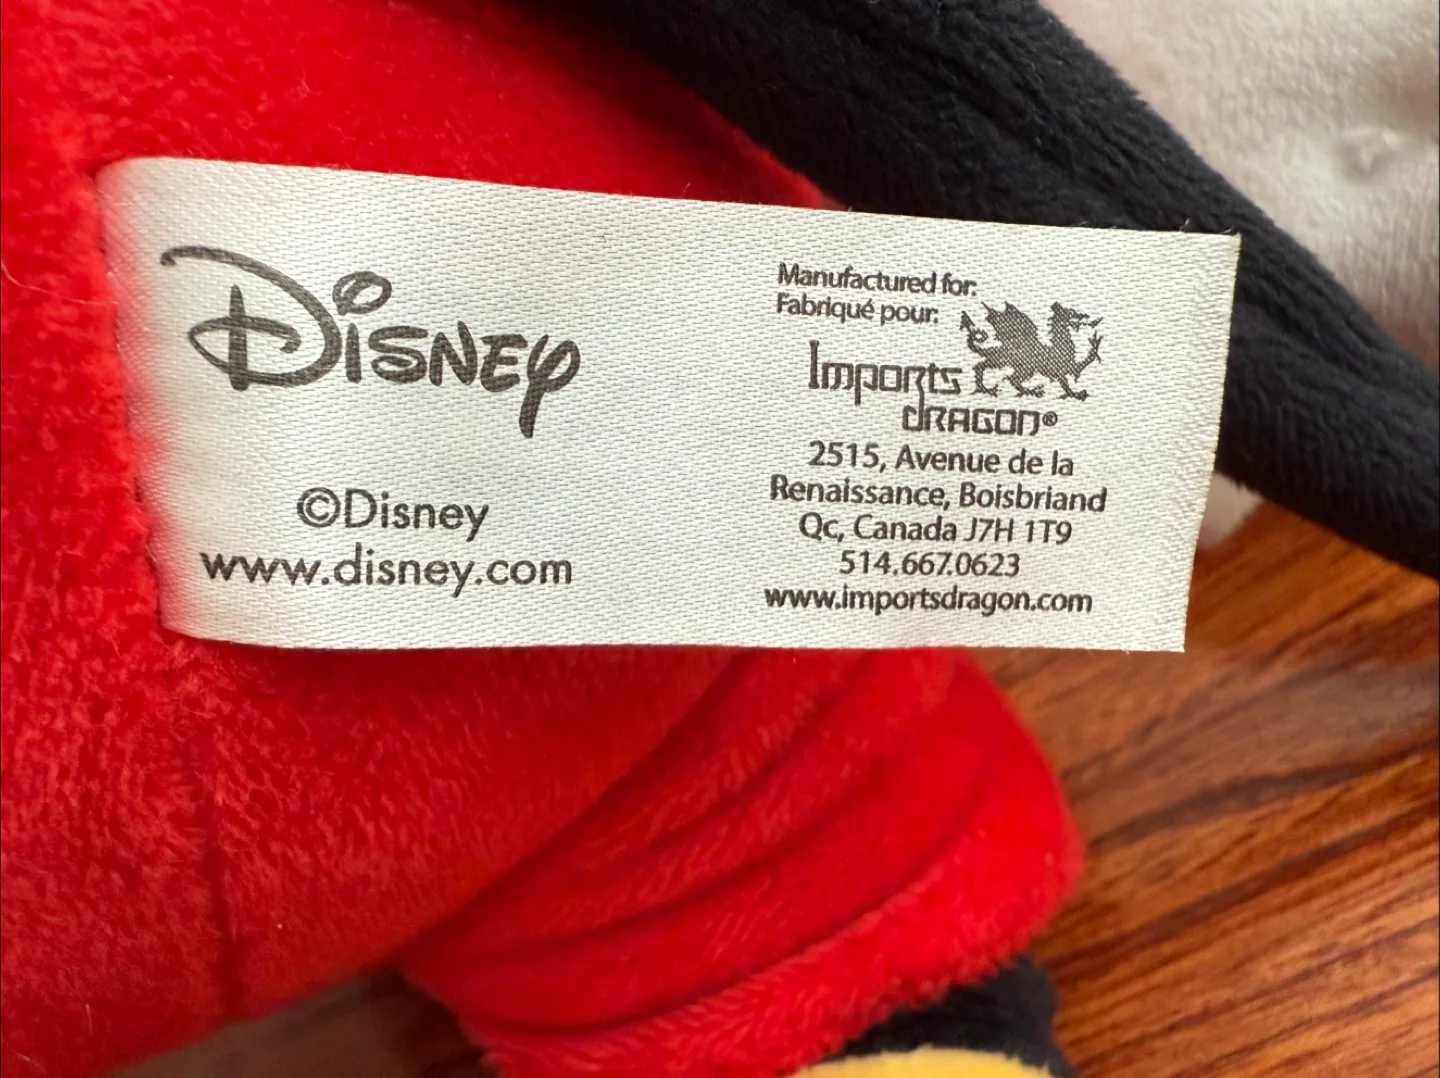 Disney
©Disney
www.disney.com
Manufactured for:
Fabriqué pour:
Imports
DRAGON®
2515, Avenue de la
Renaissance, Boisbriand
Qc, Canada J7H 1T9
514.667.0623
www.importsdragon.com